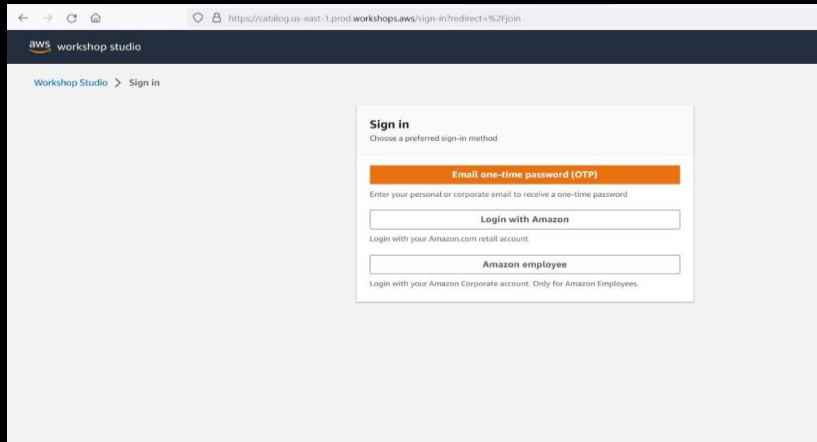 https://catalog.us-east-1.prod.workshops.aws/sign-in?redirect=%2Fjoin
aws workshop studio
Workshop Studio > Sign in
Sign in
Choose a preferred sign-in method
Email one-time password (OTP)
Enter your personal or corporate email to receive a one-time password
Login with Amazon
Login with your Amazon.com retail account
Amazon employee
Login with your Amazon Corporate account. Only for Amazon Employees.